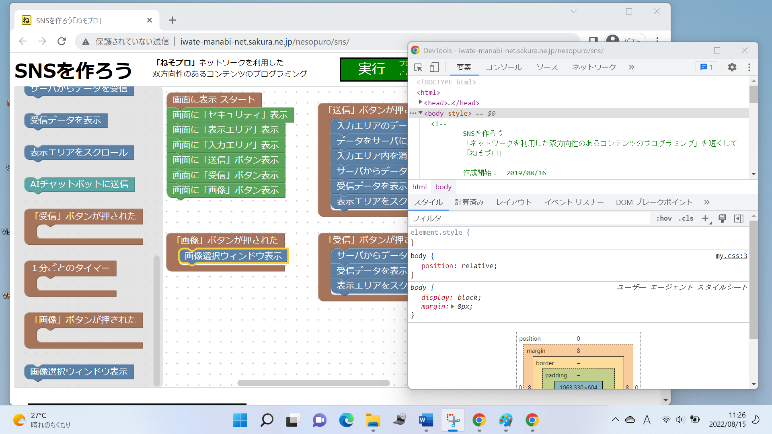 SNSを作ろう「ねそプロ」
保護されていない通信 | iwate-manabi-net.sakura.ne.jp/nesopuro/sns/
SNSを作ろう
「ねそプロ」ネットワークを利用した
双方向性のあるコンテンツのプログラミング
実行
サーバからデータを受信
受信データを表示
表示エリアをスクロール
AIチャットボットに送信
「受信」ボタンが押された
１分ごとのタイマー
「画像」ボタンが押された
画像選択ウィンドウ表示
画面に表示 スタート
画面に「セキュリティ」表示
画面に「表示エリア」表示
画面に「入力エリア」表示
画面に「送信」ボタン表示
画面に「受信」ボタン表示
画面に「画像」ボタン表示
「画像」ボタンが押された
画像選択ウィンドウ表示
「送信」ボタンが押
入力エリアのデー
データをサーバに
入力エリア内を消
サーバからデータ
受信データを表示
表示エリアをスク
「受信」ボタンが押
サーバからデータ
受信データを表示
表示エリアをスク
DevTools - iwate-manabi-net.sakura.ne.jp/nesopuro/sns/
要素
コンソール
ソース
ネットワーク
»
1
<!DOCTYPE html>
<html>
<head>…</head>
<body style> == $0
<!--
SNSを作ろう
「ネットワークを利用した双方向性のあるコンテンツのプログラミング」を通じて
「ねそプロ」
作成開始： 2019/08/16
html body
スタイル
計算済み
レイアウト
イベント リスナー
DOM ブレークポイント
»
フィルタ
:hov .cls
element.style {
}
body {
my.css:3
position: relative;
}
body {
ユーザー エージェント スタイルシート
display: block;
margin: 8px;
}
position 0
margin 8
border –
padding –
8
1063.330×604
8
0
27°C
晴れのちくもり
A
11:26
2022/08/15